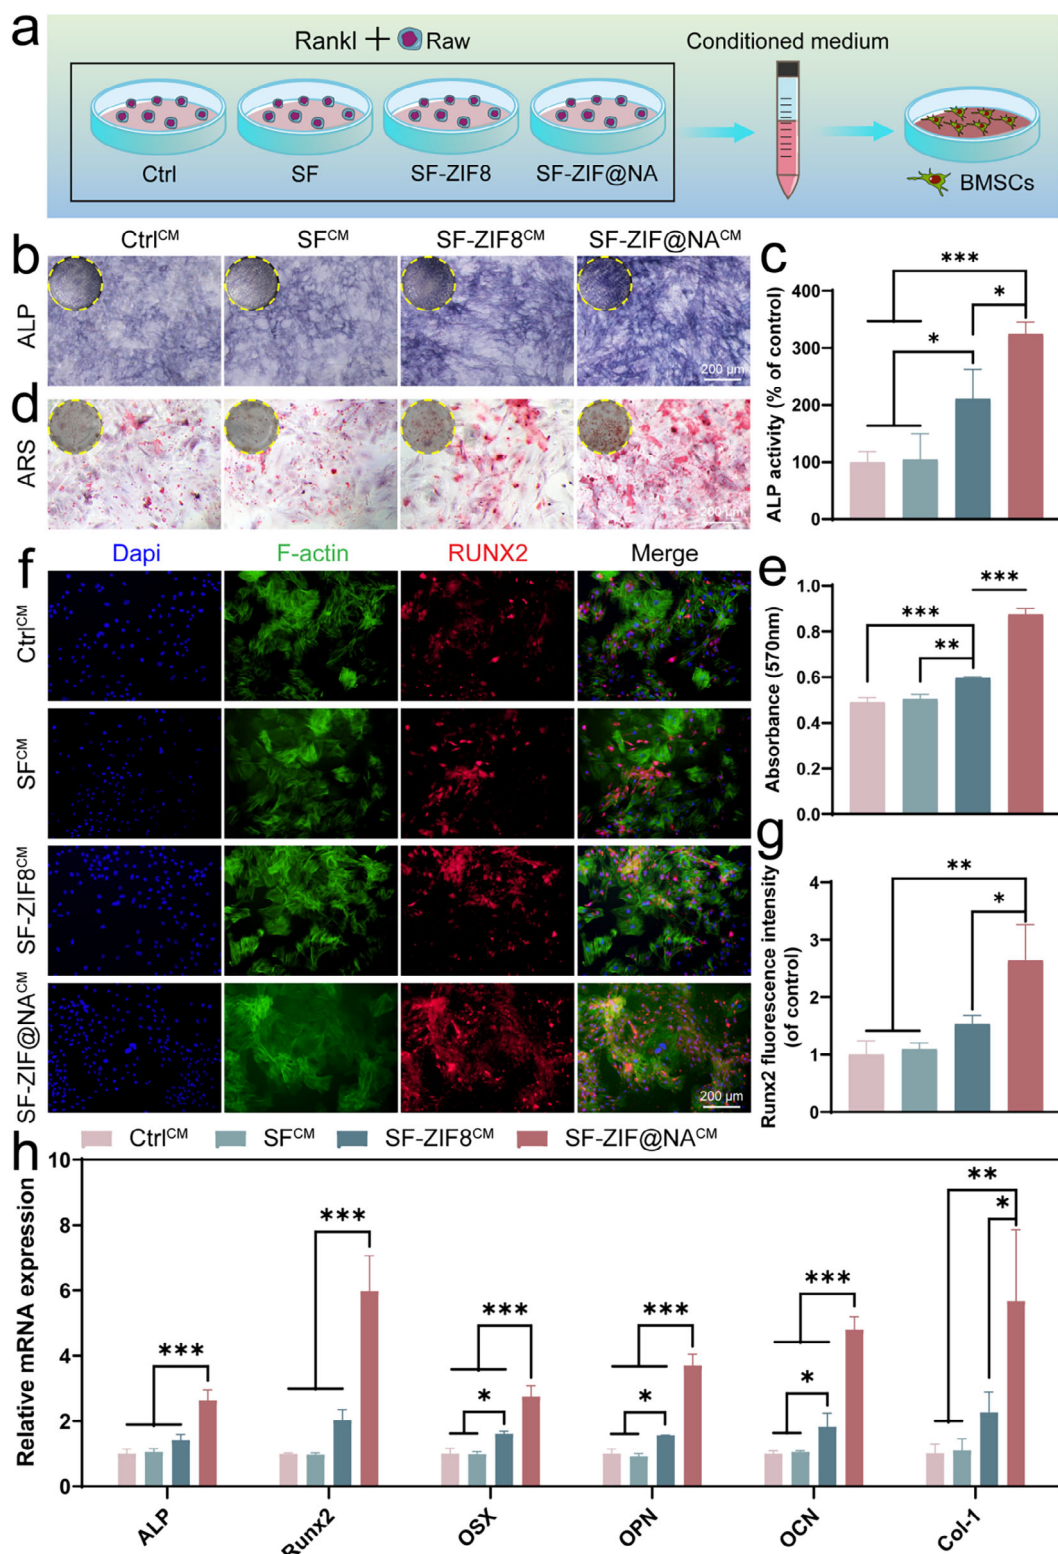 a
Rankl + Raw
Conditioned medium
Ctrl
SF
SF-ZIF8
SF-ZIF@NA
BMSCs
b
Ctrl^CM
SF^CM
SF-ZIF8^CM
SF-ZIF@NA^CM
ALP
200 μm
c
ALP activity (% of control)
400
300
200
100
0
***
*
*
d
ARS
200 μm
e
Absorbance (570nm)
1.0
0.8
0.6
0.4
0.2
0.0
***
***
**
f
Dapi
F-actin
RUNX2
Merge
Ctrl^CM
SF^CM
SF-ZIF8^CM
SF-ZIF@NA^CM
200 μm
g
Runx2 fluorescence intensity
(of control)
4
3
2
1
0
**
*
Ctrl^CM
SF^CM
SF-ZIF8^CM
SF-ZIF@NA^CM
h
Relative mRNA expression
10
8
6
4
2
0
***
***
***
*
***
*
***
*
**
*
ALP
Runx2
OSX
OPN
OCN
Col-1